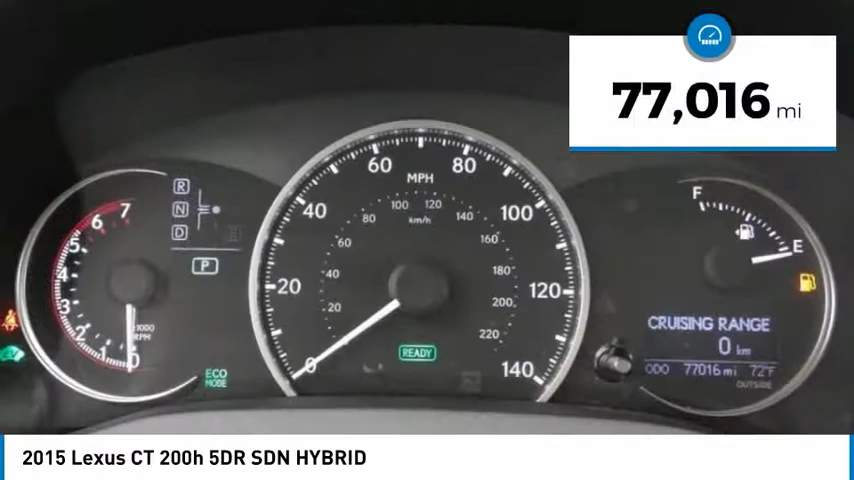 77,016 mi
R
N
D
P
7
6
5
4
3
2
1
0
x1000
RPM
ECO
MODE
MPH
km/h
0
20
40
60
80
100
120
140
20
40
60
80
100
120
140
160
180
200
220
READY
F
E
CRUISING RANGE
0 km
ODO 77016 mi 72°F
OUTSIDE
2015 Lexus CT 200h 5DR SDN HYBRID